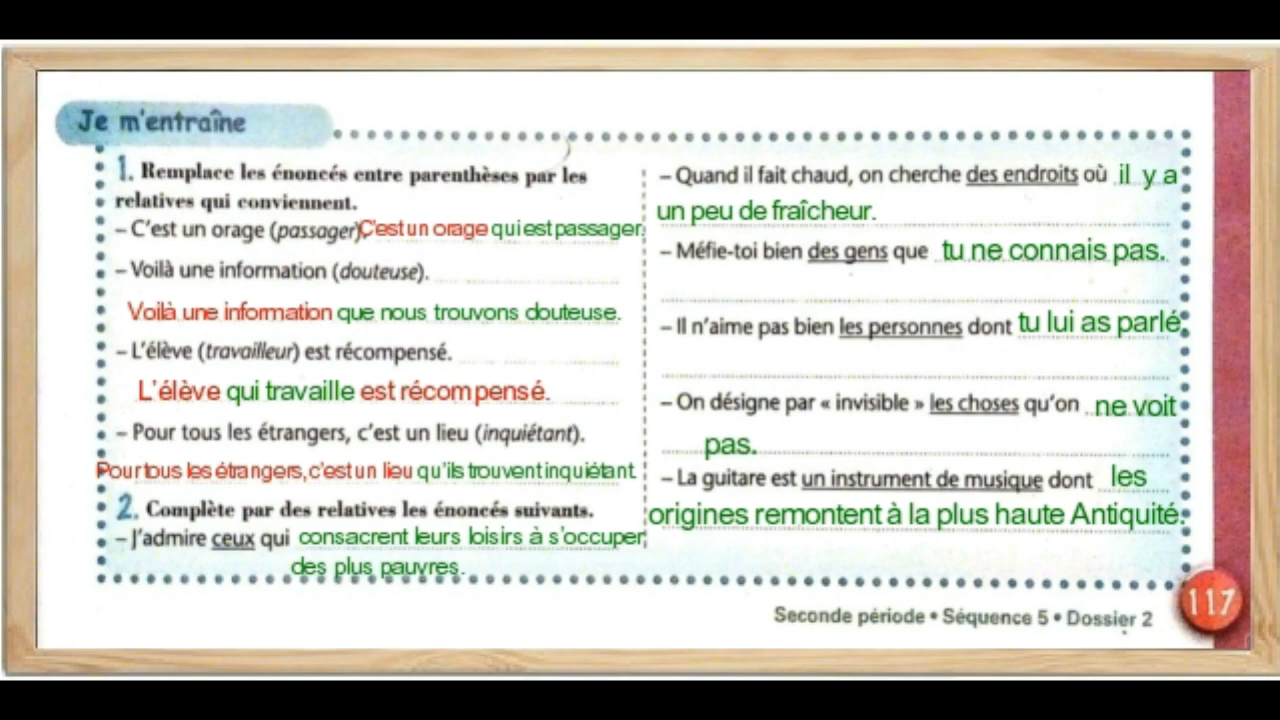 Je m'entraîne
1. Remplace les énoncés entre parenthèses par les
relatives qui conviennent.
– C'est un orage (passager). C'est un orage qui est passager.
– Voilà une information (douteuse).
Voilà une information que nous trouvons douteuse.
– L'élève (travailleur) est récompensé.
L'élève qui travaille est récompensé.
– Pour tous les étrangers, c'est un lieu (inquiétant).
Pour tous les étrangers, c'est un lieu qu'ils trouvent inquiétant.
2. Complète par des relatives les énoncés suivants.
– J'admire ceux qui consacrent leurs loisirs à s'occuper
des plus pauvres.
– Quand il fait chaud, on cherche des endroits où il y a
un peu de fraîcheur.
– Méfie-toi bien des gens que tu ne connais pas.
– Il n'aime pas bien les personnes dont tu lui as parlé.
– On désigne par « invisible » les choses qu'on ne voit
pas.
– La guitare est un instrument de musique dont les
origines remontent à la plus haute Antiquité.
Seconde période • Séquence 5 • Dossier 2
117